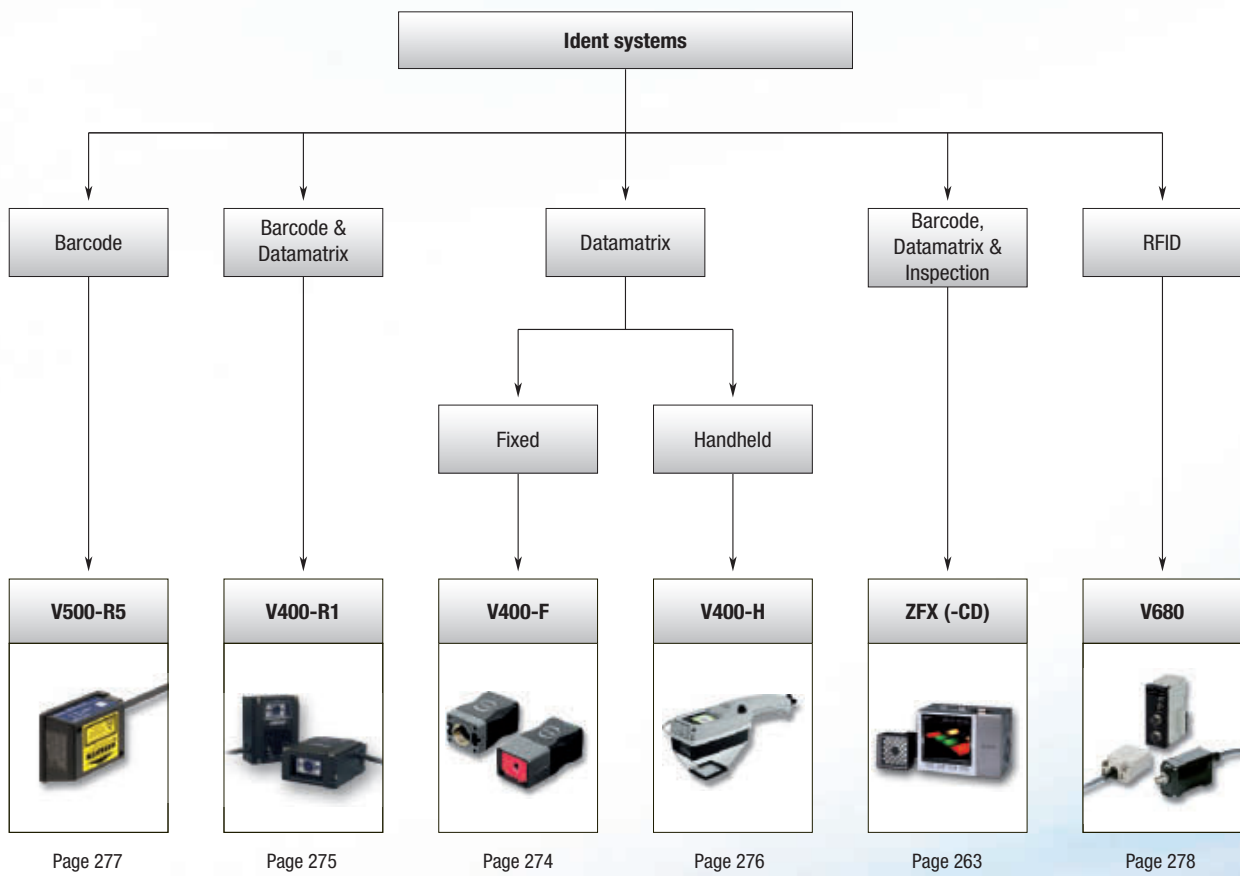 Ident systems
Barcode
Barcode &
Datamatrix
Datamatrix
Barcode,
Datamatrix &
Inspection
RFID
Fixed
Handheld
V500-R5
V400-R1
V400-F
V400-H
ZFX (-CD)
V680
Page 277
Page 275
Page 274
Page 276
Page 263
Page 278